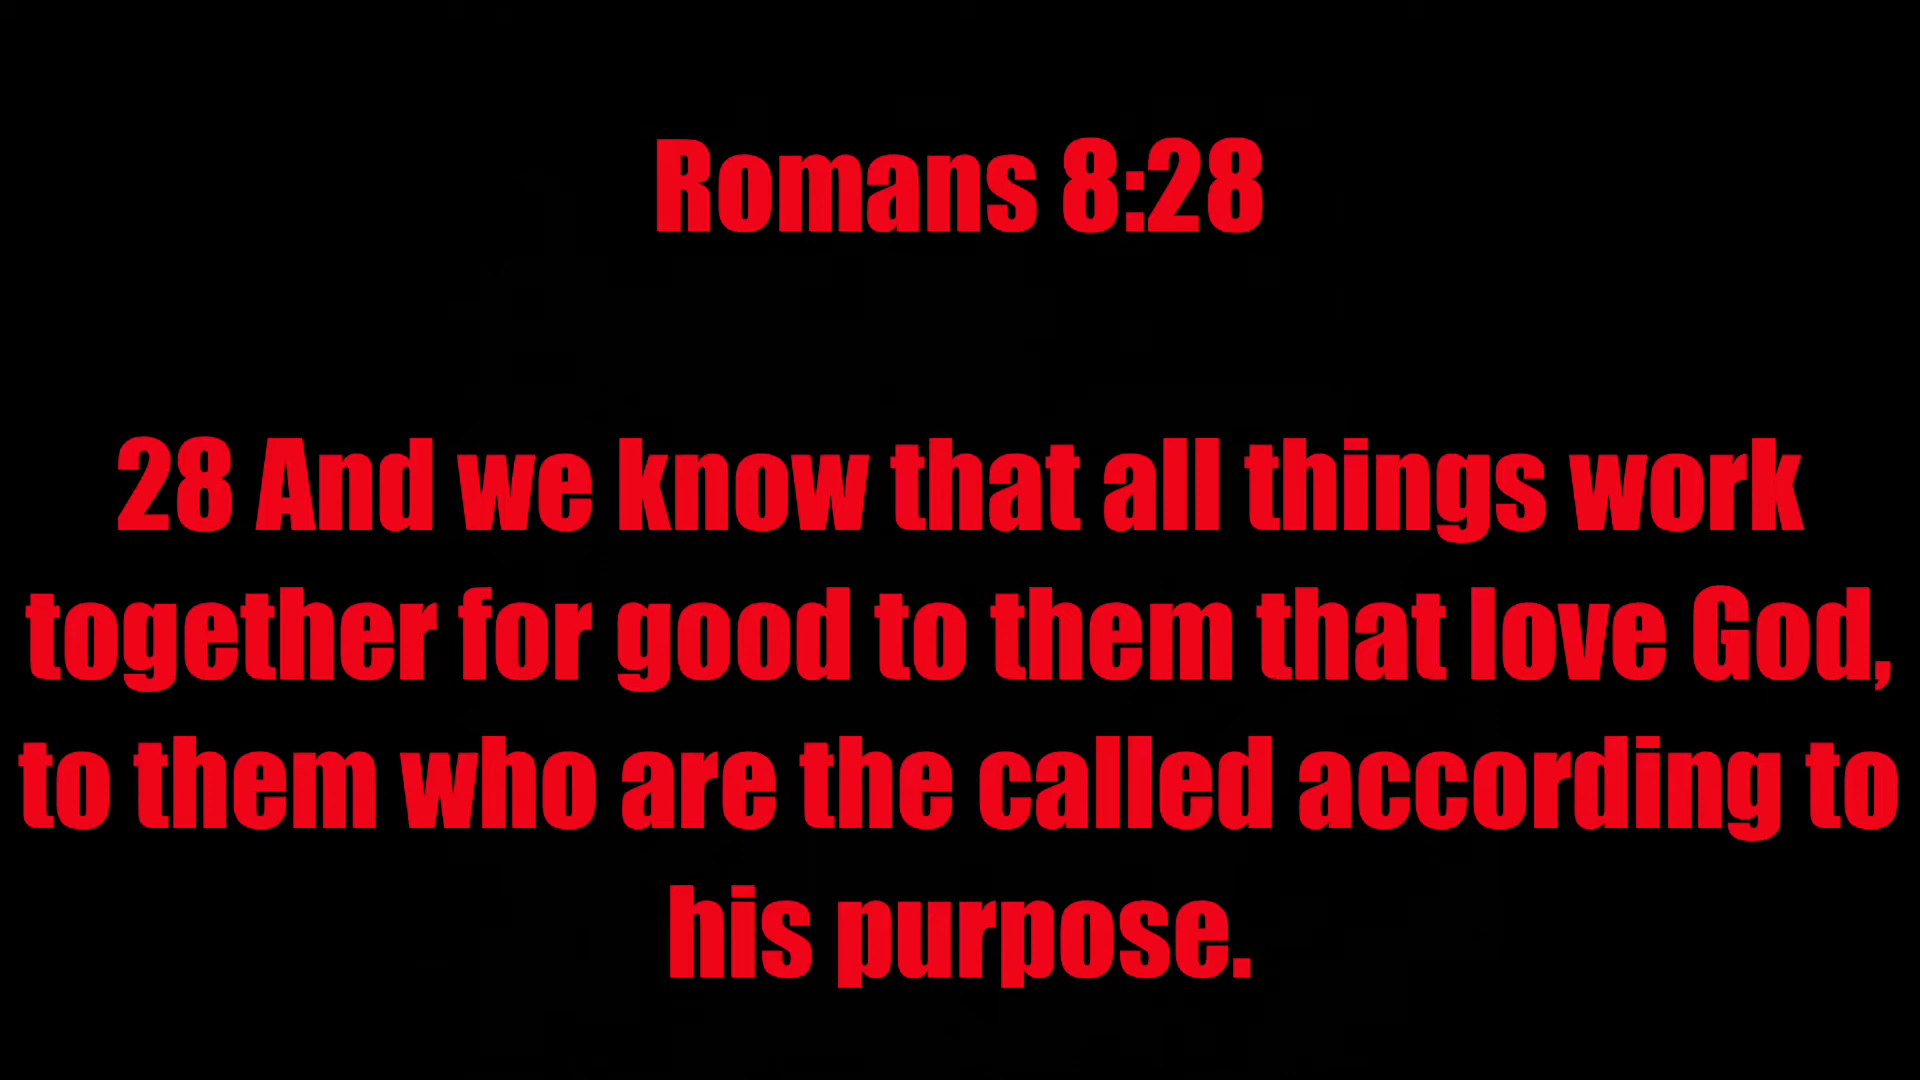 Romans 8:28
28 And we know that all things work
together for good to them that love God,
to them who are the called according to
his purpose.